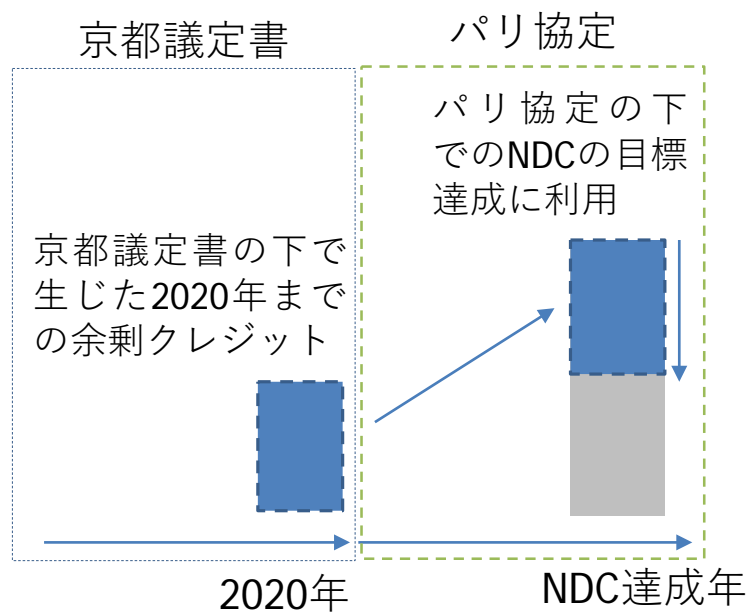 京都議定書
パリ協定
パリ協定の下
でのNDCの目標
達成に利用
京都議定書の下で
生じた2020年まで
の余剰クレジット
2020年
NDC達成年